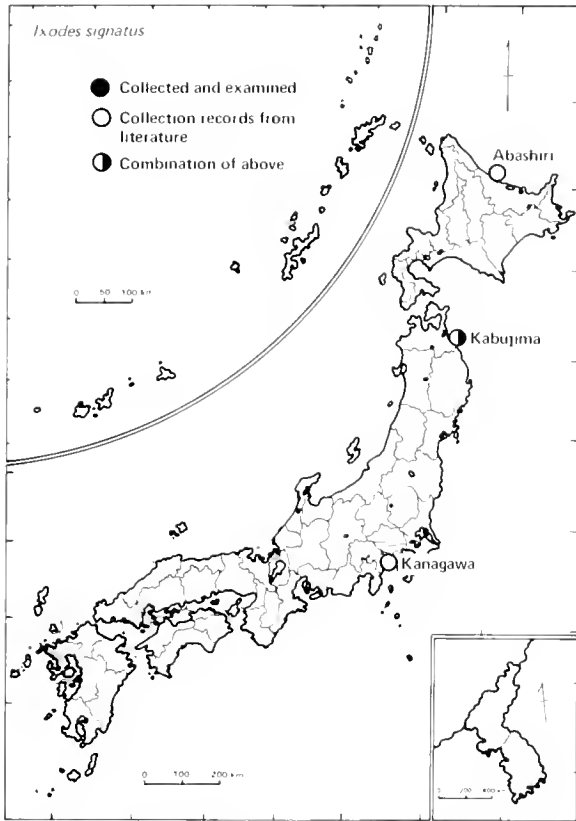 Ixodes signatus
Collected and examined
Collection records from
literature
Combination of above
Abashiri
0 50 100 km
Kabujima
Kanagawa
0 100 200 km